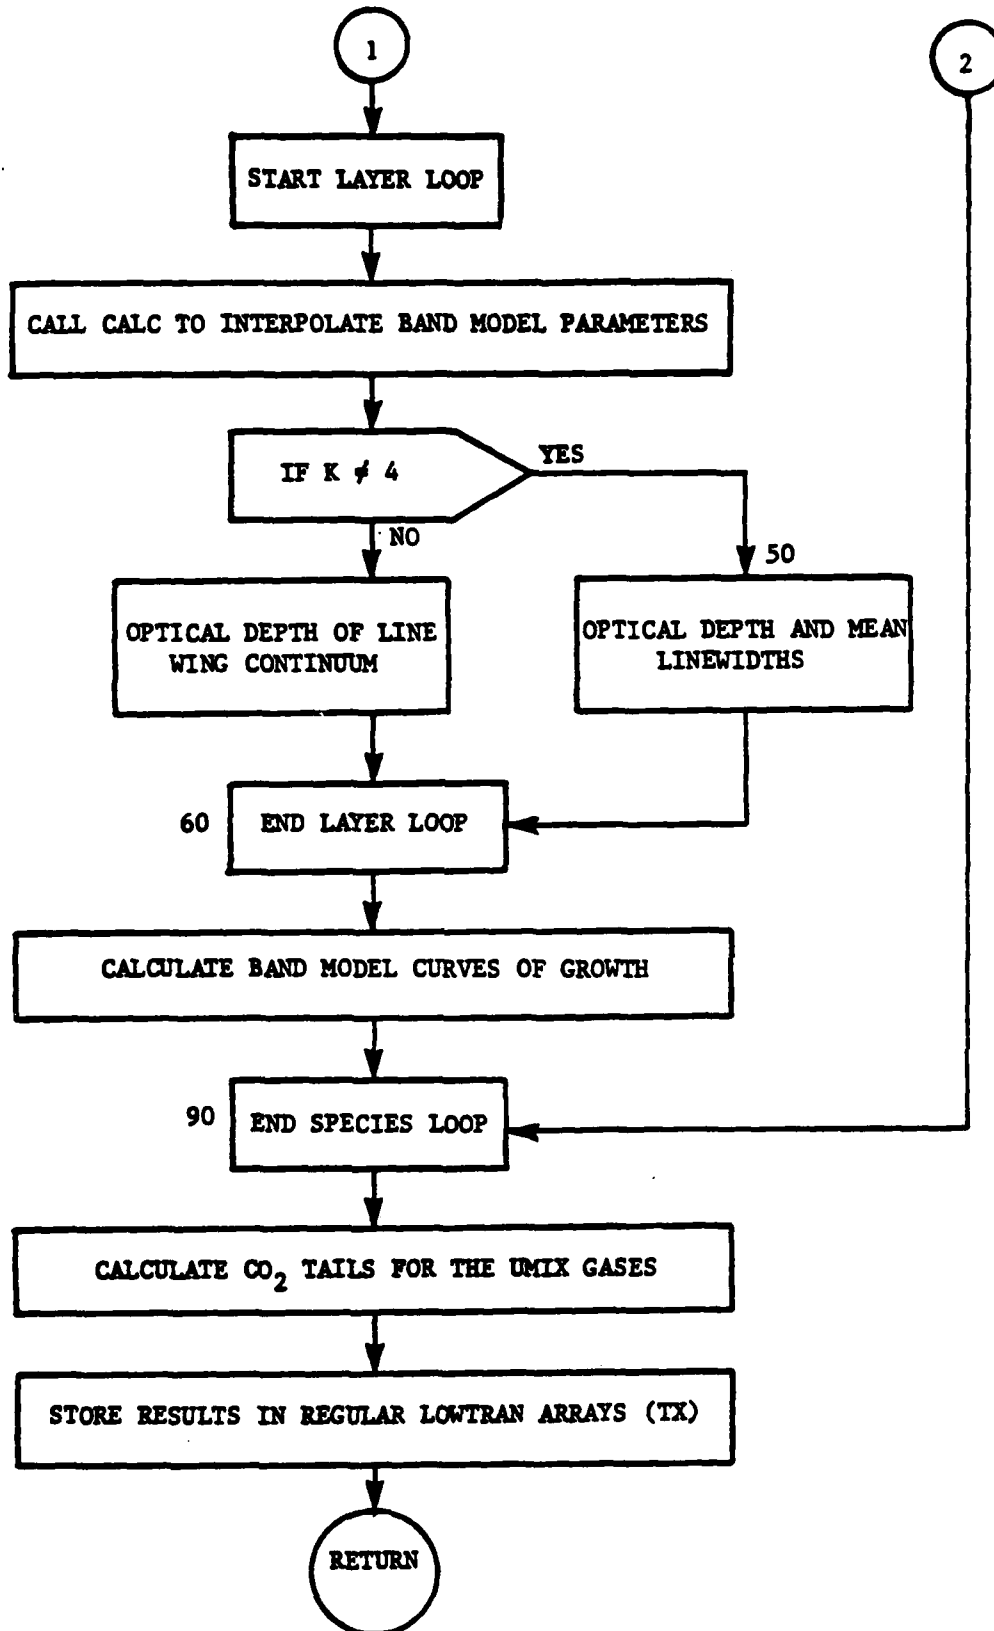 1
2
START LAYER LOOP
CALL CALC TO INTERPOLATE BAND MODEL PARAMETERS
IF K ≠ 4
YES
NO
50
OPTICAL DEPTH OF LINE
WING CONTINUUM
OPTICAL DEPTH AND MEAN
LINEWIDTHS
60
END LAYER LOOP
CALCULATE BAND MODEL CURVES OF GROWTH
90
END SPECIES LOOP
CALCULATE CO₂ TAILS FOR THE UMIX GASES
STORE RESULTS IN REGULAR LOWTRAN ARRAYS (TX)
RETURN